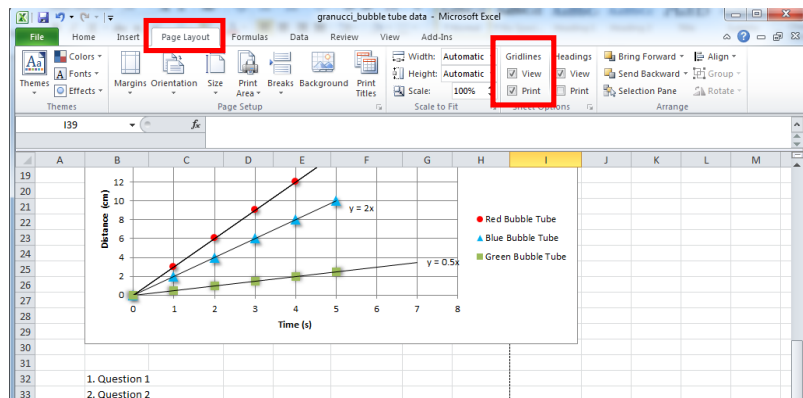 granucci_bubble tube data - Microsoft Excel
File Home Insert Page Layout Formulas Data Review View Add-Ins
Aa Colors Fonts Effects Themes
Margins Orientation Size Print Area Breaks Background Print Titles
Width: Automatic
Height: Automatic
Scale: 100%
Gridlines Headings
View View
Print Print
Bring Forward Align
Send Backward Group
Selection Pane Rotate
Themes Page Setup Scale to Fit Sheet Options Arrange
I39 fx
A B C D E F G H I J K L M
19
20
21
22
23
24
25
26
27
28
29
30
31
32 1. Question 1
33 2. Question 2
Distance (cm)
12
10
8
6
4
2
0
0 1 2 3 4 5 6 7 8
Time (s)
y = 2x
y = 0.5x
Red Bubble Tube
Blue Bubble Tube
Green Bubble Tube